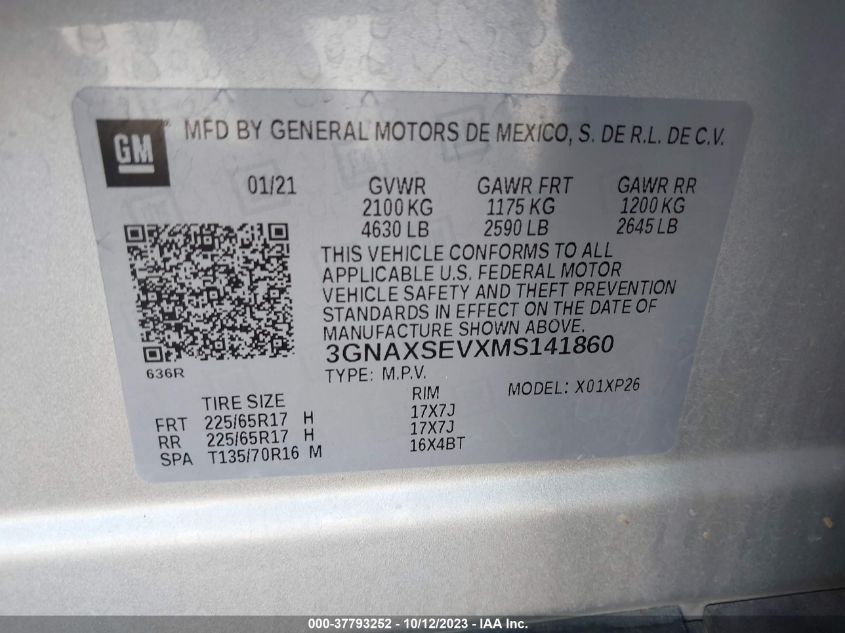 GM
® MFD BY GENERAL MOTORS DE MEXICO, S. DE R.L. DE C.V.
01/21 GVWR GAWR FRT GAWR RR
2100 KG 1175 KG 1200 KG
4630 LB 2590 LB 2645 LB
THIS VEHICLE CONFORMS TO ALL
APPLICABLE U.S. FEDERAL MOTOR
VEHICLE SAFETY AND THEFT PREVENTION
STANDARDS IN EFFECT ON THE DATE OF
MANUFACTURE SHOWN ABOVE.
3GNAXSEVXMS141860
636R
TYPE: M.P.V.
MODEL: X01XP26
TIRE SIZE RIM
FRT 225/65R17 H 17X7J
RR 225/65R17 H 17X7J
SPA T135/70R16 M 16X4BT
000-37793252 - 10/12/2023 - IAA Inc.